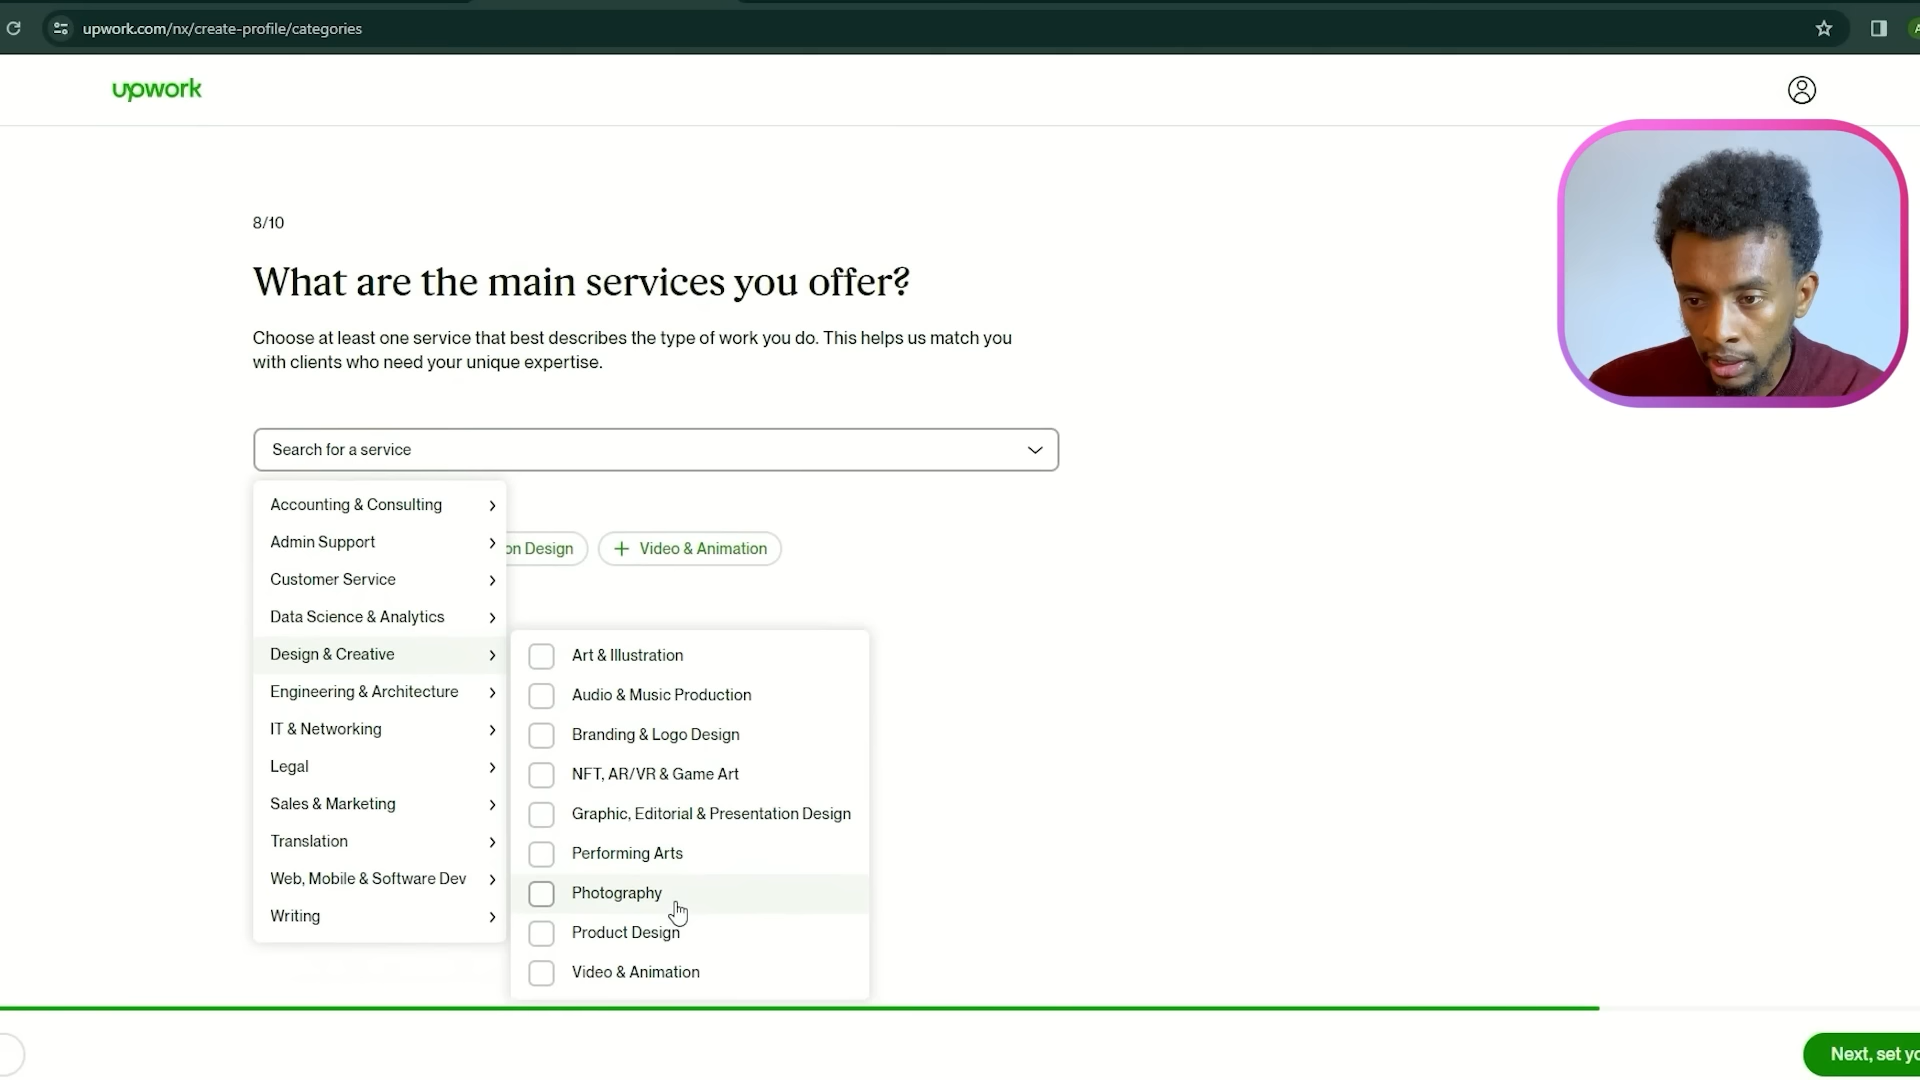 upwork.com/nx/create-profile/categories
upwork
8/10
What are the main services you offer?
Choose at least one service that best describes the type of work you do. This helps us match you
with clients who need your unique expertise.
Search for a service
Accounting & Consulting
Admin Support
on Design
Video & Animation
Customer Service
Data Science & Analytics
Design & Creative
Engineering & Architecture
IT & Networking
Legal
Sales & Marketing
Translation
Web, Mobile & Software Dev
Writing
Art & Illustration
Audio & Music Production
Branding & Logo Design
NFT, AR/VR & Game Art
Graphic, Editorial & Presentation Design
Performing Arts
Photography
Product Design
Video & Animation
Next, set yo